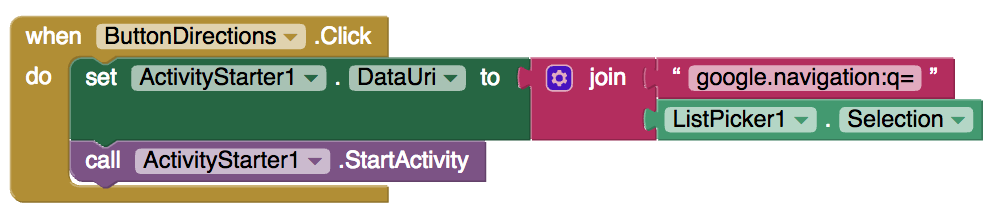 when ButtonDirections .Click
do set ActivityStarter1 . DataUri to join “ google.navigation:q= ”
ListPicker1 . Selection
call ActivityStarter1 .StartActivity